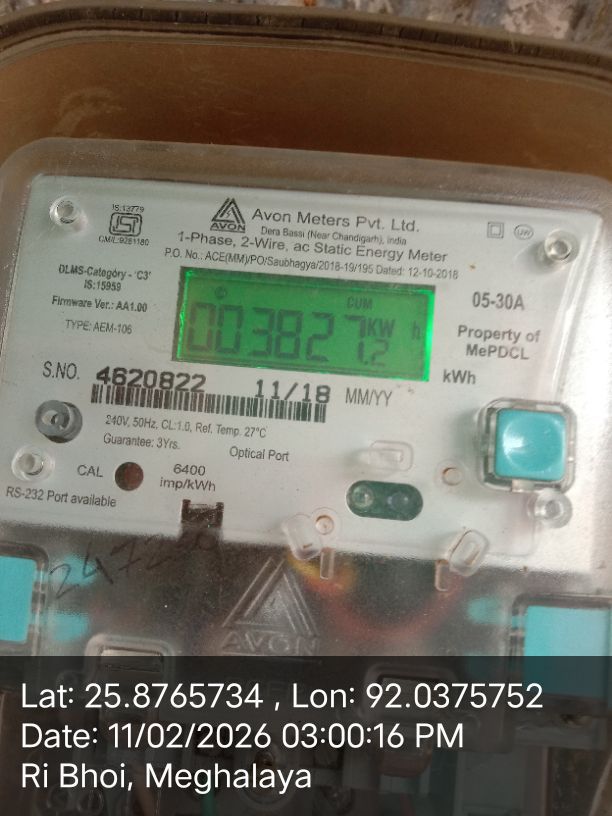 IS:13779
CM/L:9281180
AVON
Avon Meters Pvt. Ltd.
Dera Bassi (Near Chandigarh), India
1-Phase, 2-Wire, ac Static Energy Meter
P.O. No.: ACE(MM)/PO/Saubhagya/2018-19/195 Dated: 12-10-2018
DLMS-Category - 'C3'
IS:15959
Firmware Ver.: AA1.00
TYPE: AEM-106
CUM
003827 KW h
1.2
05-30A
Property of
MePDCL
kWh
S.NO. 4620822 11/18 MM/YY
240V, 50Hz, CL:1.0, Ref. Temp. 27°C
Guarantee: 3Yrs.
Optical Port
CAL
6400
imp/kWh
RS-232 Port available
AVON
Lat: 25.8765734 , Lon: 92.0375752
Date: 11/02/2026 03:00:16 PM
Ri Bhoi, Meghalaya